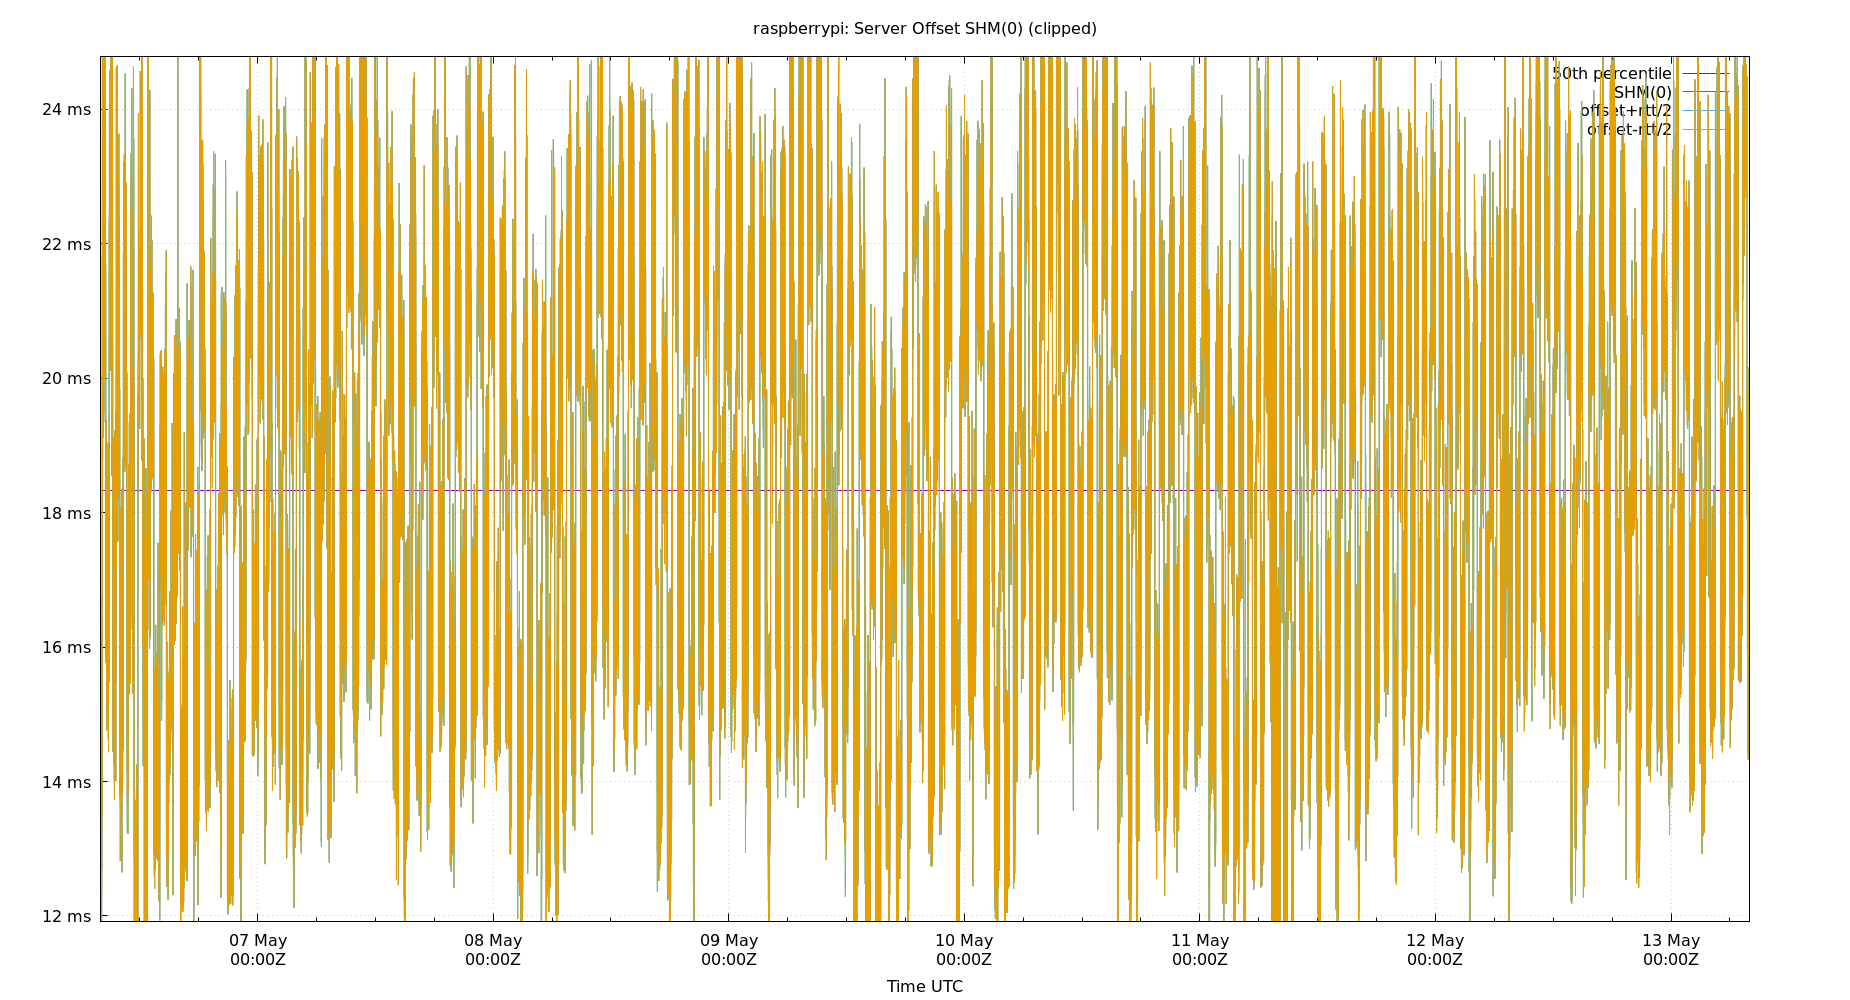 raspberrypi: Server Offset SHM(0) (clipped)
50th percentile
SHM(0)
offset+rtt/2
offset-rtt/2
24 ms
22 ms
20 ms
18 ms
16 ms
14 ms
12 ms
07 May 08 May 09 May 10 May 11 May 12 May 13 May
00:00Z 00:00Z 00:00Z 00:00Z 00:00Z 00:00Z 00:00Z
Time UTC